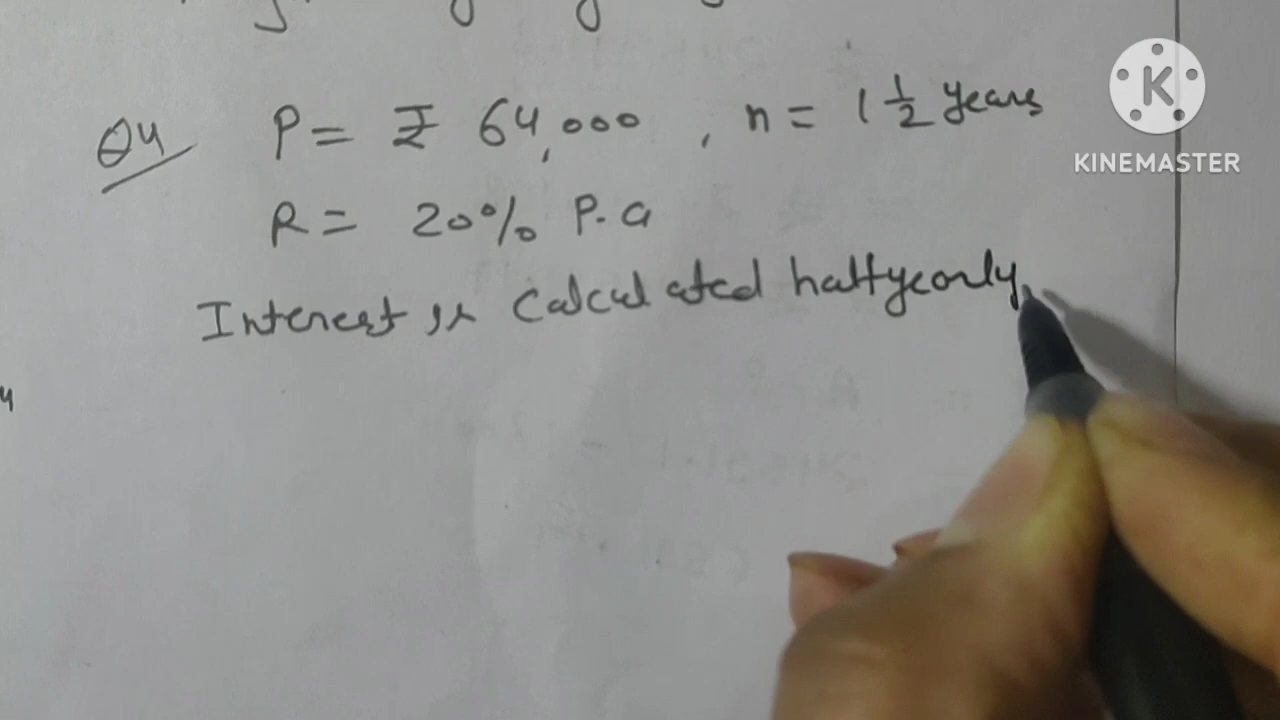 Q4 P = ₹ 64,000 , n = 1 1/2 years
R = 20% P.a
Interest is calculated halfyearly
KINEMASTER